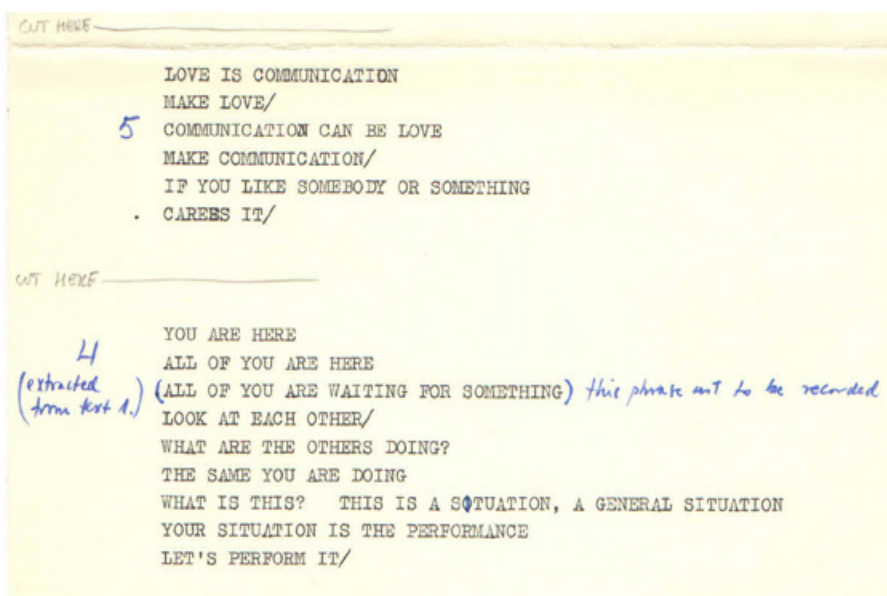 CUT HERE
LOVE IS COMMUNICATION
MAKE LOVE/
5 COMMUNICATION CAN BE LOVE
MAKE COMMUNICATION/
IF YOU LIKE SOMEBODY OR SOMETHING
. CAREES IT/
CUT HERE
YOU ARE HERE
4
ALL OF YOU ARE HERE
(extracted from text 1.) (ALL OF YOU ARE WAITING FOR SOMETHING) this phrase not to be recorded
LOOK AT EACH OTHER/
WHAT ARE THE OTHERS DOING?
THE SAME YOU ARE DOING
WHAT IS THIS? THIS IS A SITUATION, A GENERAL SITUATION
YOUR SITUATION IS THE PERFORMANCE
LET'S PERFORM IT/